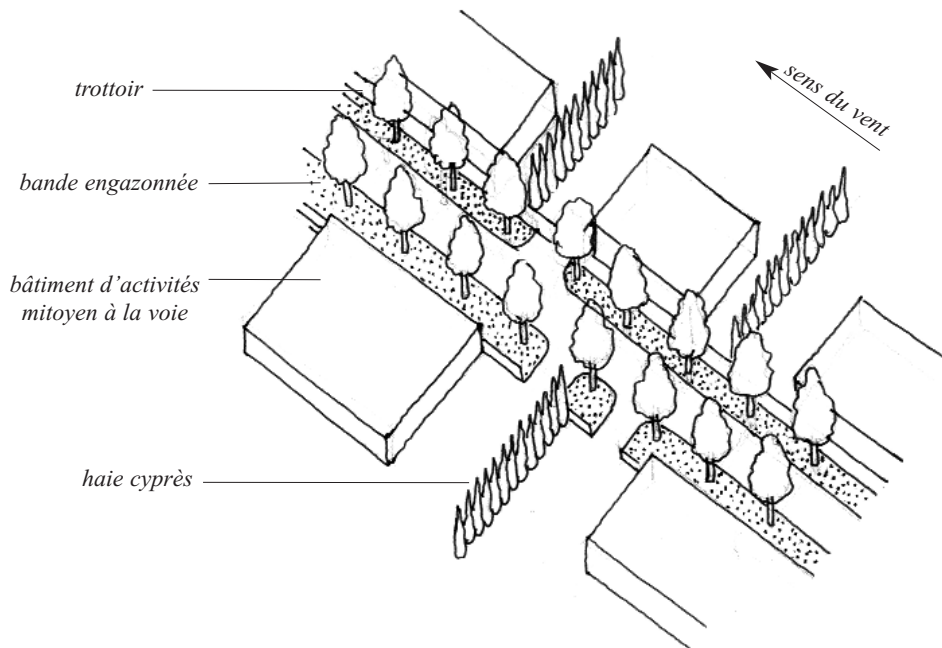 trottoir
sens du vent
bande engazonnée
bâtiment d'activités
mitoyen à la voie
haie cyprès